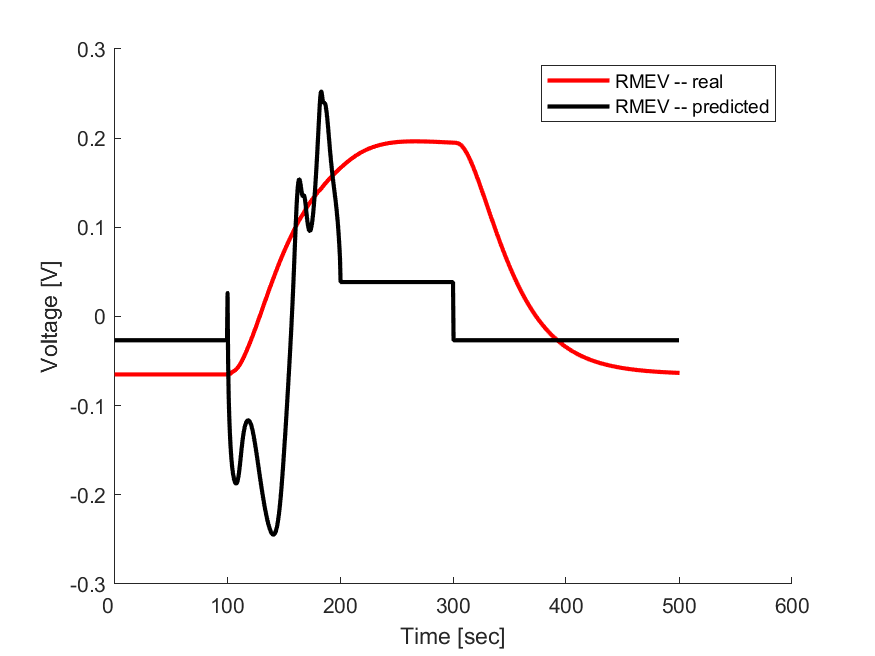 0.3
0.2
0.1
0
-0.1
-0.2
-0.3
Voltage [V]
RMEV -- real
RMEV -- predicted
0 100 200 300 400 500 600
Time [sec]